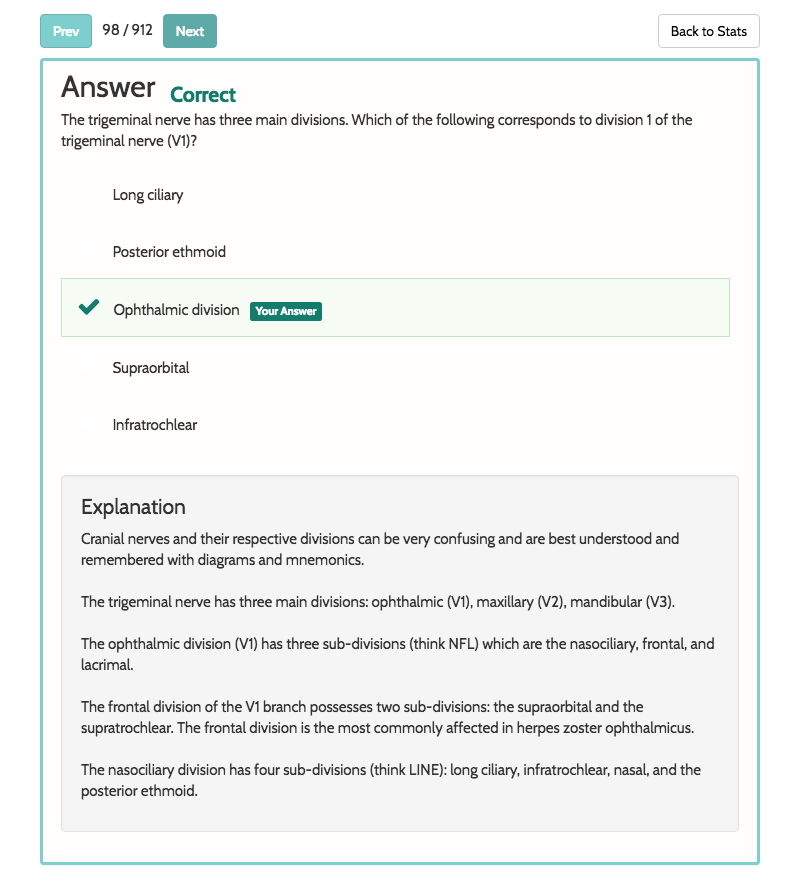 Prev 98 / 912 Next Back to Stats
Answer Correct
The trigeminal nerve has three main divisions. Which of the following corresponds to division 1 of the
trigeminal nerve (V1)?
Long ciliary
Posterior ethmoid
Ophthalmic division Your Answer
Supraorbital
Infratrochlear
Explanation
Cranial nerves and their respective divisions can be very confusing and are best understood and
remembered with diagrams and mnemonics.
The trigeminal nerve has three main divisions: ophthalmic (V1), maxillary (V2), mandibular (V3).
The ophthalmic division (V1) has three sub-divisions (think NFL) which are the nasociliary, frontal, and
lacrimal.
The frontal division of the V1 branch possesses two sub-divisions: the supraorbital and the
supratrochlear. The frontal division is the most commonly affected in herpes zoster ophthalmicus.
The nasociliary division has four sub-divisions (think LINE): long ciliary, infratrochlear, nasal, and the
posterior ethmoid.